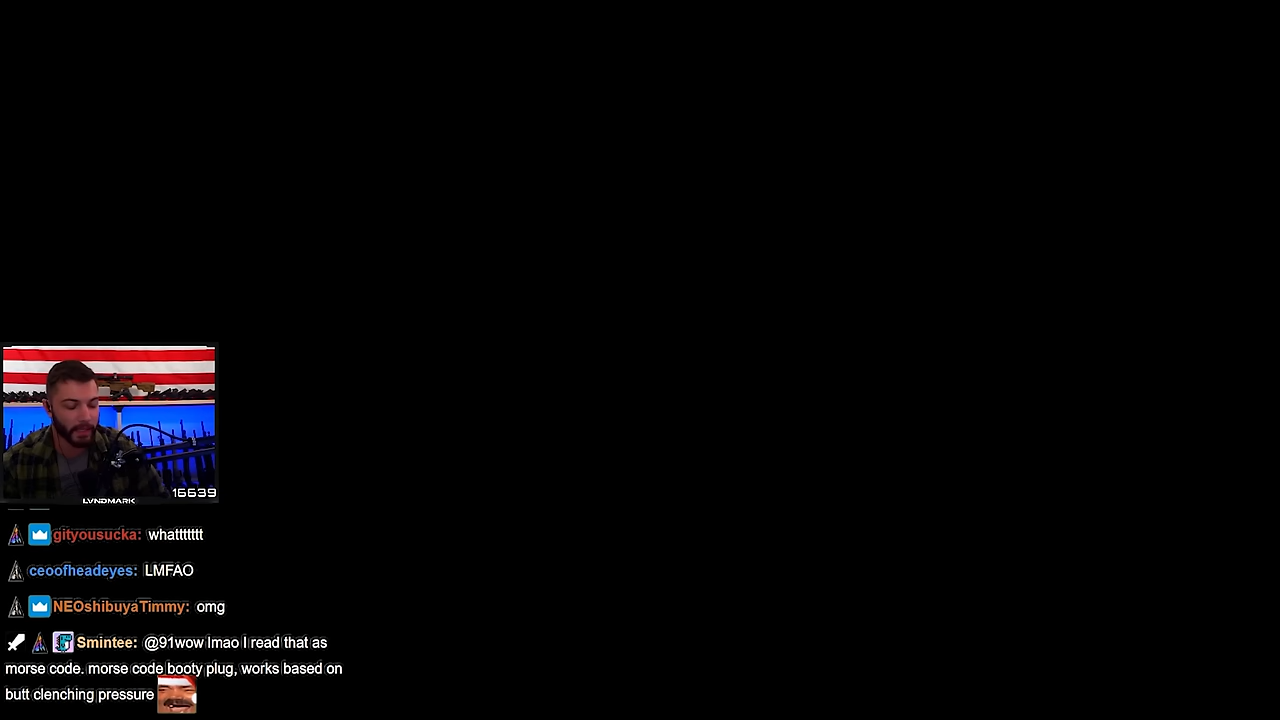 16639
LVNDMARK
gityousucka: whattttttt
ceoofheadeyes: LMFAO
NEOshibuyaTimmy: omg
Smintee: @91wow lmao I read that as
morse code. morse code booty plug, works based on
butt clenching pressure